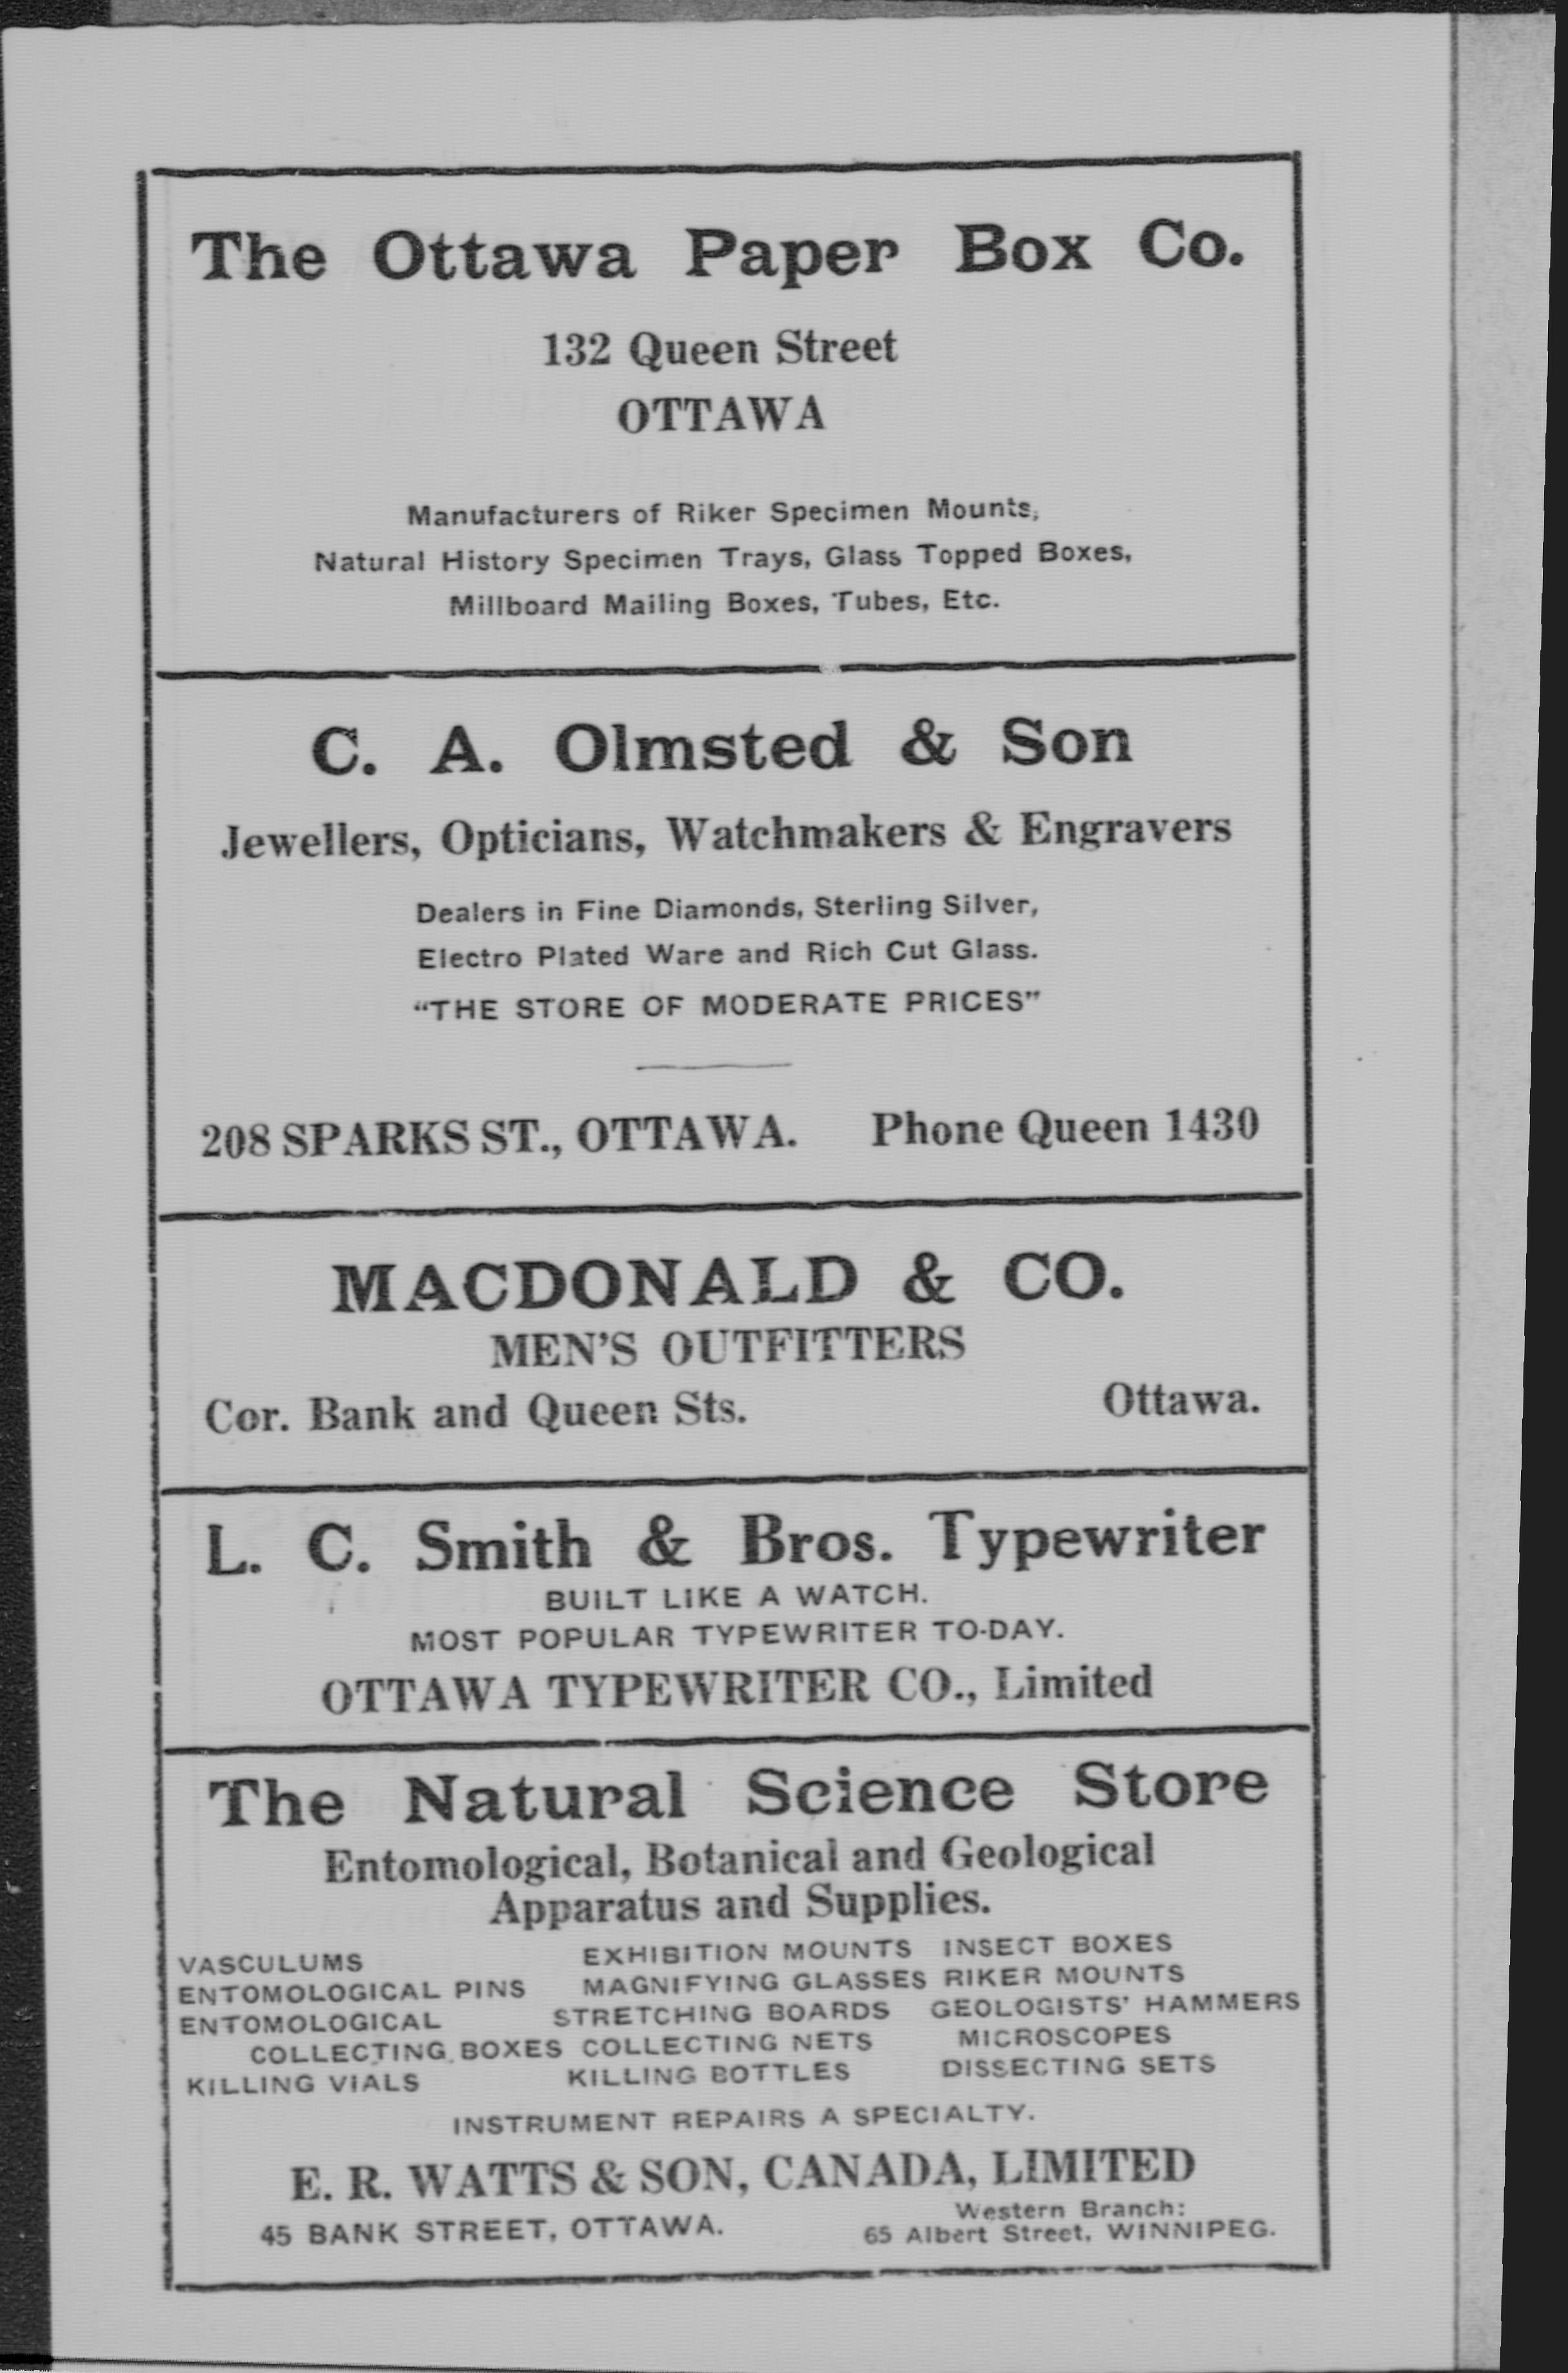 The Ottawa Paper Box Co.
132 Queen Street
OTTAWA
Manufacturers of Riker Specimen Mounts,
Natural History Specimen Trays, Glass Topped Boxes,
Millboard Mailing Boxes, Tubes, Etc.
C. A. Olmsted & Son
Jewellers, Opticians, Watchmakers & Engravers
Dealers in Fine Diamonds, Sterling Silver,
Electro Plated Ware and Rich Cut Glass.
“THE STORE OF MODERATE PRICES”
208 SPARKS ST., OTTAWA. Phone Queen 1430
MACDONALD & CO.
MEN’S OUTFITTERS
Cor. Bank and Queen Sts. Ottawa.
L. C. Smith & Bros. Typewriter
BUILT LIKE A WATCH.
MOST POPULAR TYPEWRITER TO-DAY.
OTTAWA TYPEWRITER CO., Limited
The Natural Science Store
Entomological, Botanical and Geological
Apparatus and Supplies.
VASCULUMS EXHIBITION MOUNTS INSECT BOXES
ENTOMOLOGICAL PINS MAGNIFYING GLASSES RIKER MOUNTS
ENTOMOLOGICAL STRETCHING BOARDS GEOLOGISTS’ HAMMERS
COLLECTING BOXES COLLECTING NETS MICROSCOPES
KILLING VIALS KILLING BOTTLES DISSECTING SETS
INSTRUMENT REPAIRS A SPECIALTY.
E. R. WATTS & SON, CANADA, LIMITED
45 BANK STREET, OTTAWA. Western Branch:
65 Albert Street, WINNIPEG.